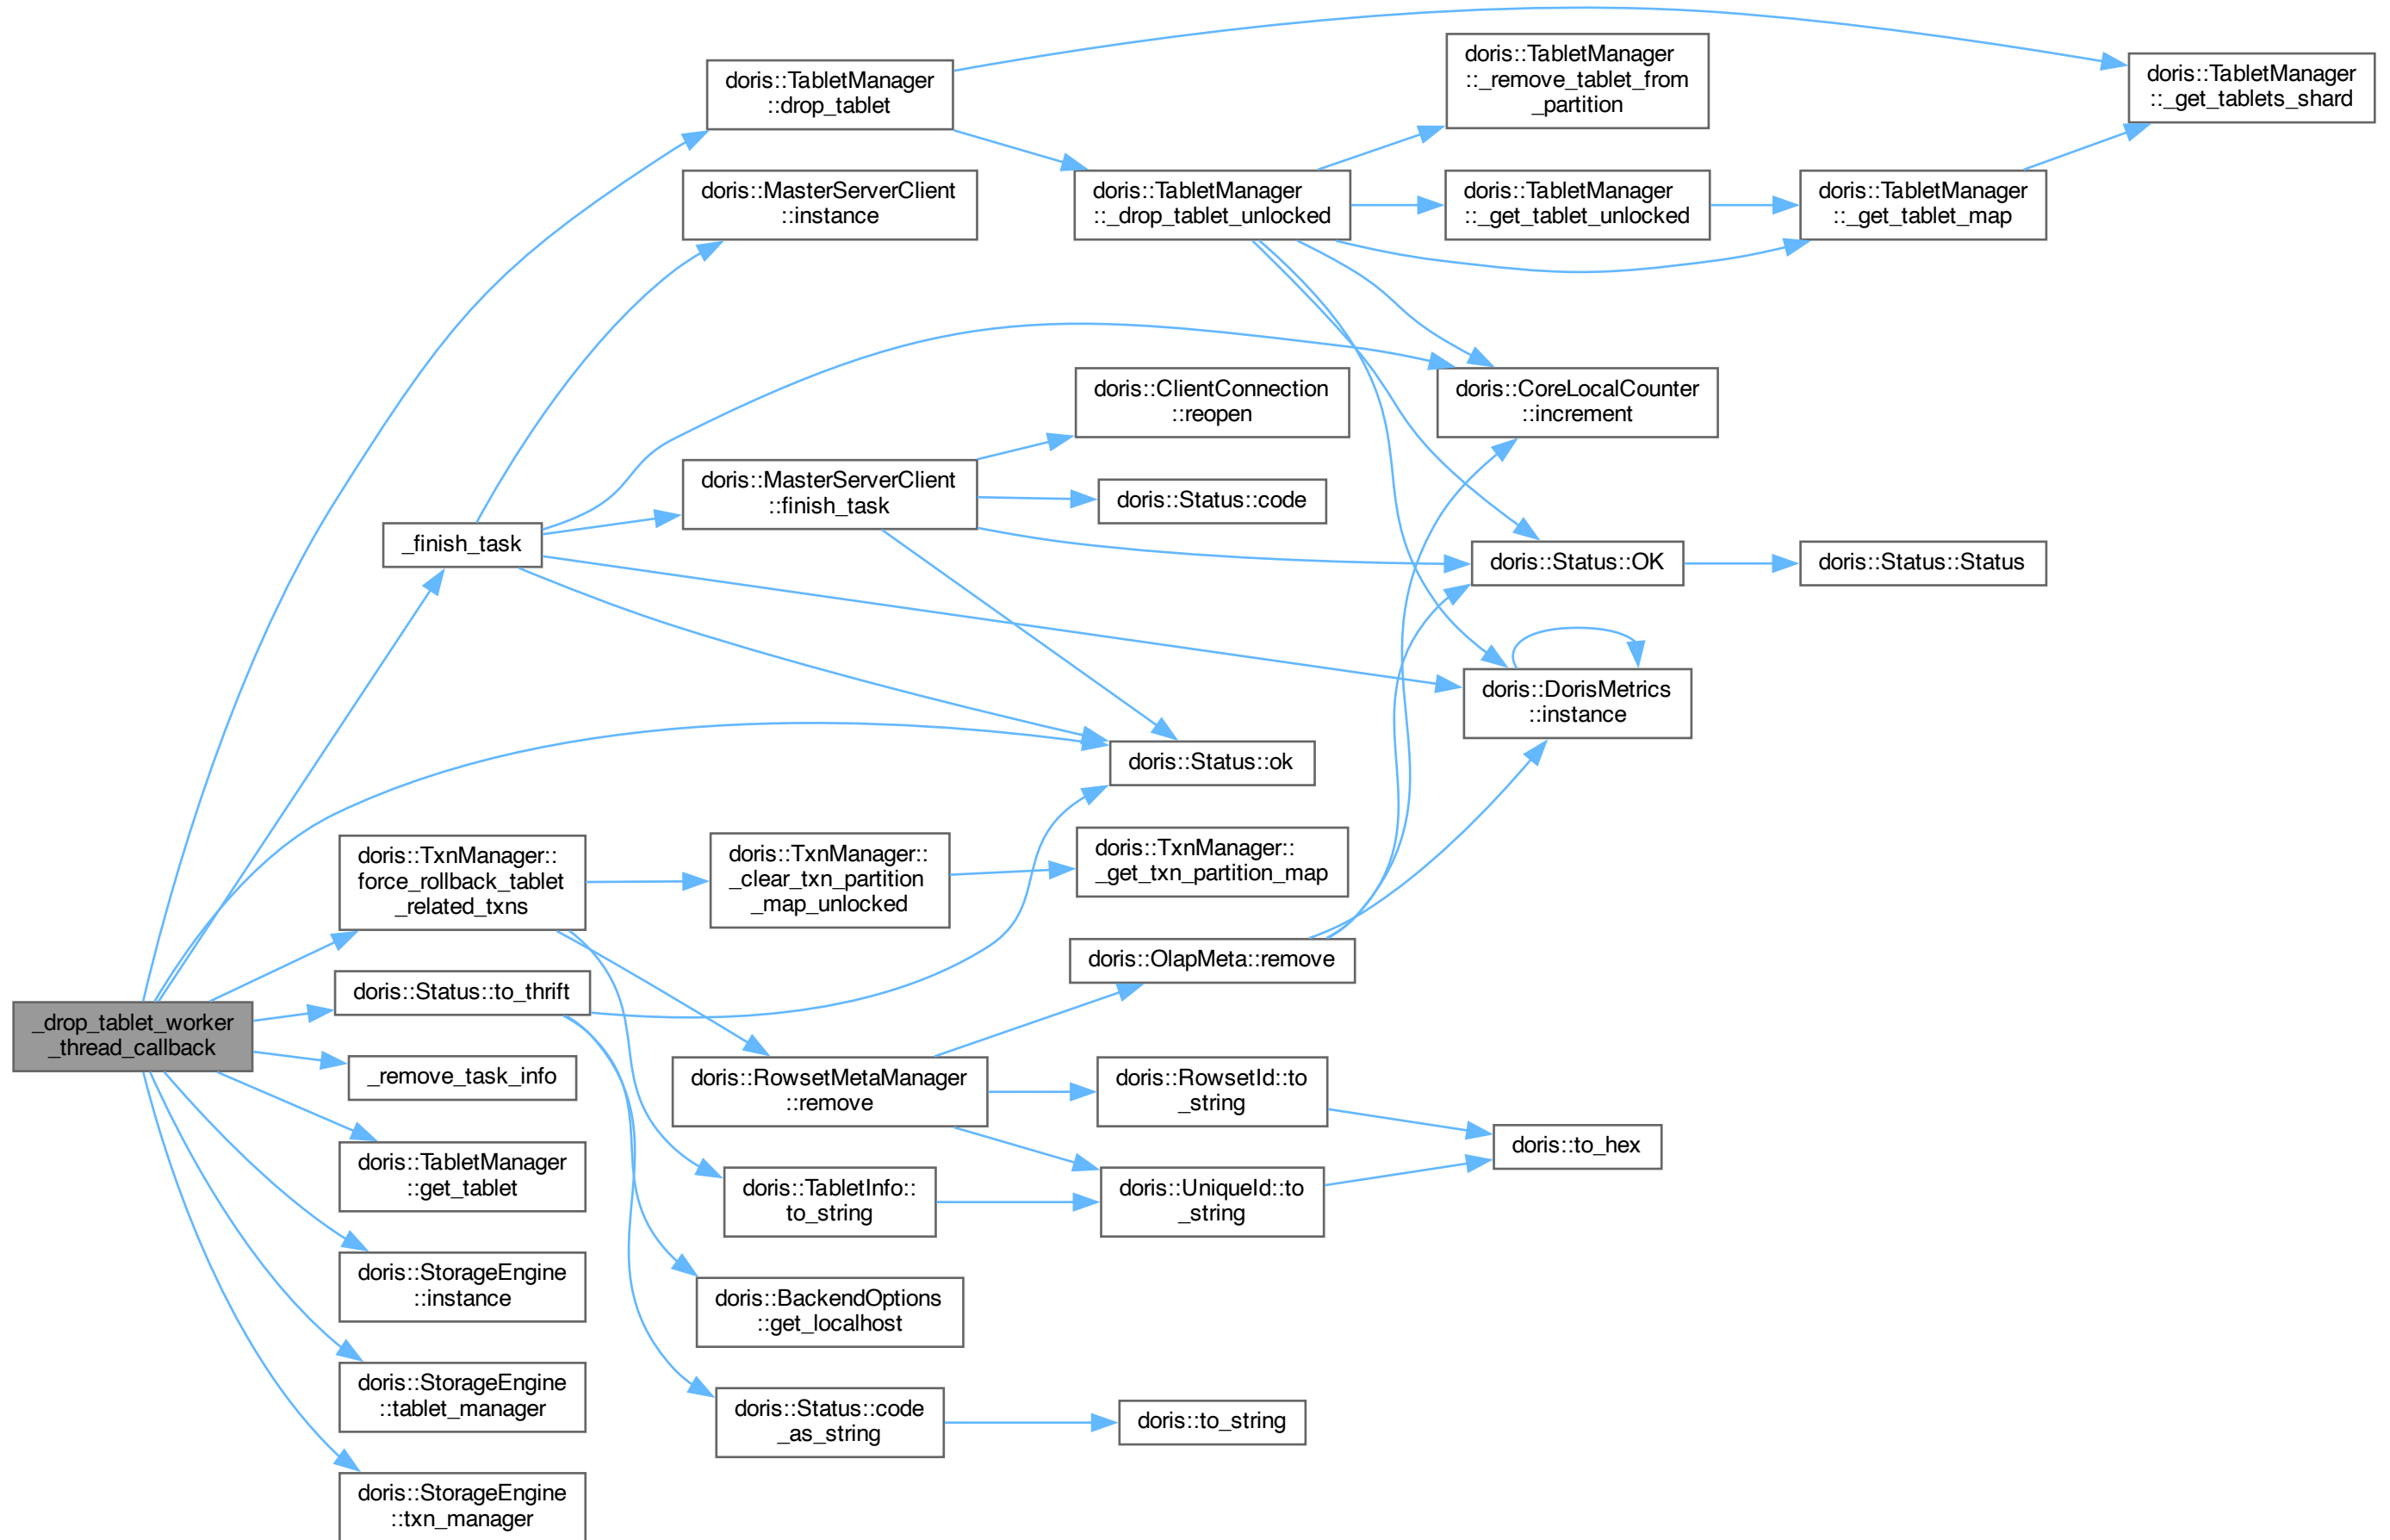 doris::TabletManager
::drop_tablet
doris::TabletManager
::_remove_tablet_from
_partition
doris::TabletManager
::_get_tablets_shard
doris::MasterServerClient
::instance
doris::TabletManager
::_drop_tablet_unlocked
doris::TabletManager
::_get_tablet_unlocked
doris::TabletManager
::_get_tablet_map
doris::ClientConnection
::reopen
doris::CoreLocalCounter
::increment
_finish_task
doris::MasterServerClient
::finish_task
doris::Status::code
doris::Status::OK
doris::Status::Status
doris::DorisMetrics
::instance
doris::Status::ok
doris::TxnManager::
force_rollback_tablet
_related_txns
doris::TxnManager::
_clear_txn_partition
_map_unlocked
doris::TxnManager::
_get_txn_partition_map
doris::OlapMeta::remove
_drop_tablet_worker
_thread_callback
doris::Status::to_thrift
_remove_task_info
doris::RowsetMetaManager
::remove
doris::RowsetId::to
_string
doris::to_hex
doris::TabletManager
::get_tablet
doris::TabletInfo::
to_string
doris::UniqueId::to
_string
doris::StorageEngine
::instance
doris::BackendOptions
::get_localhost
doris::StorageEngine
::tablet_manager
doris::Status::code
_as_string
doris::to_string
doris::StorageEngine
::txn_manager